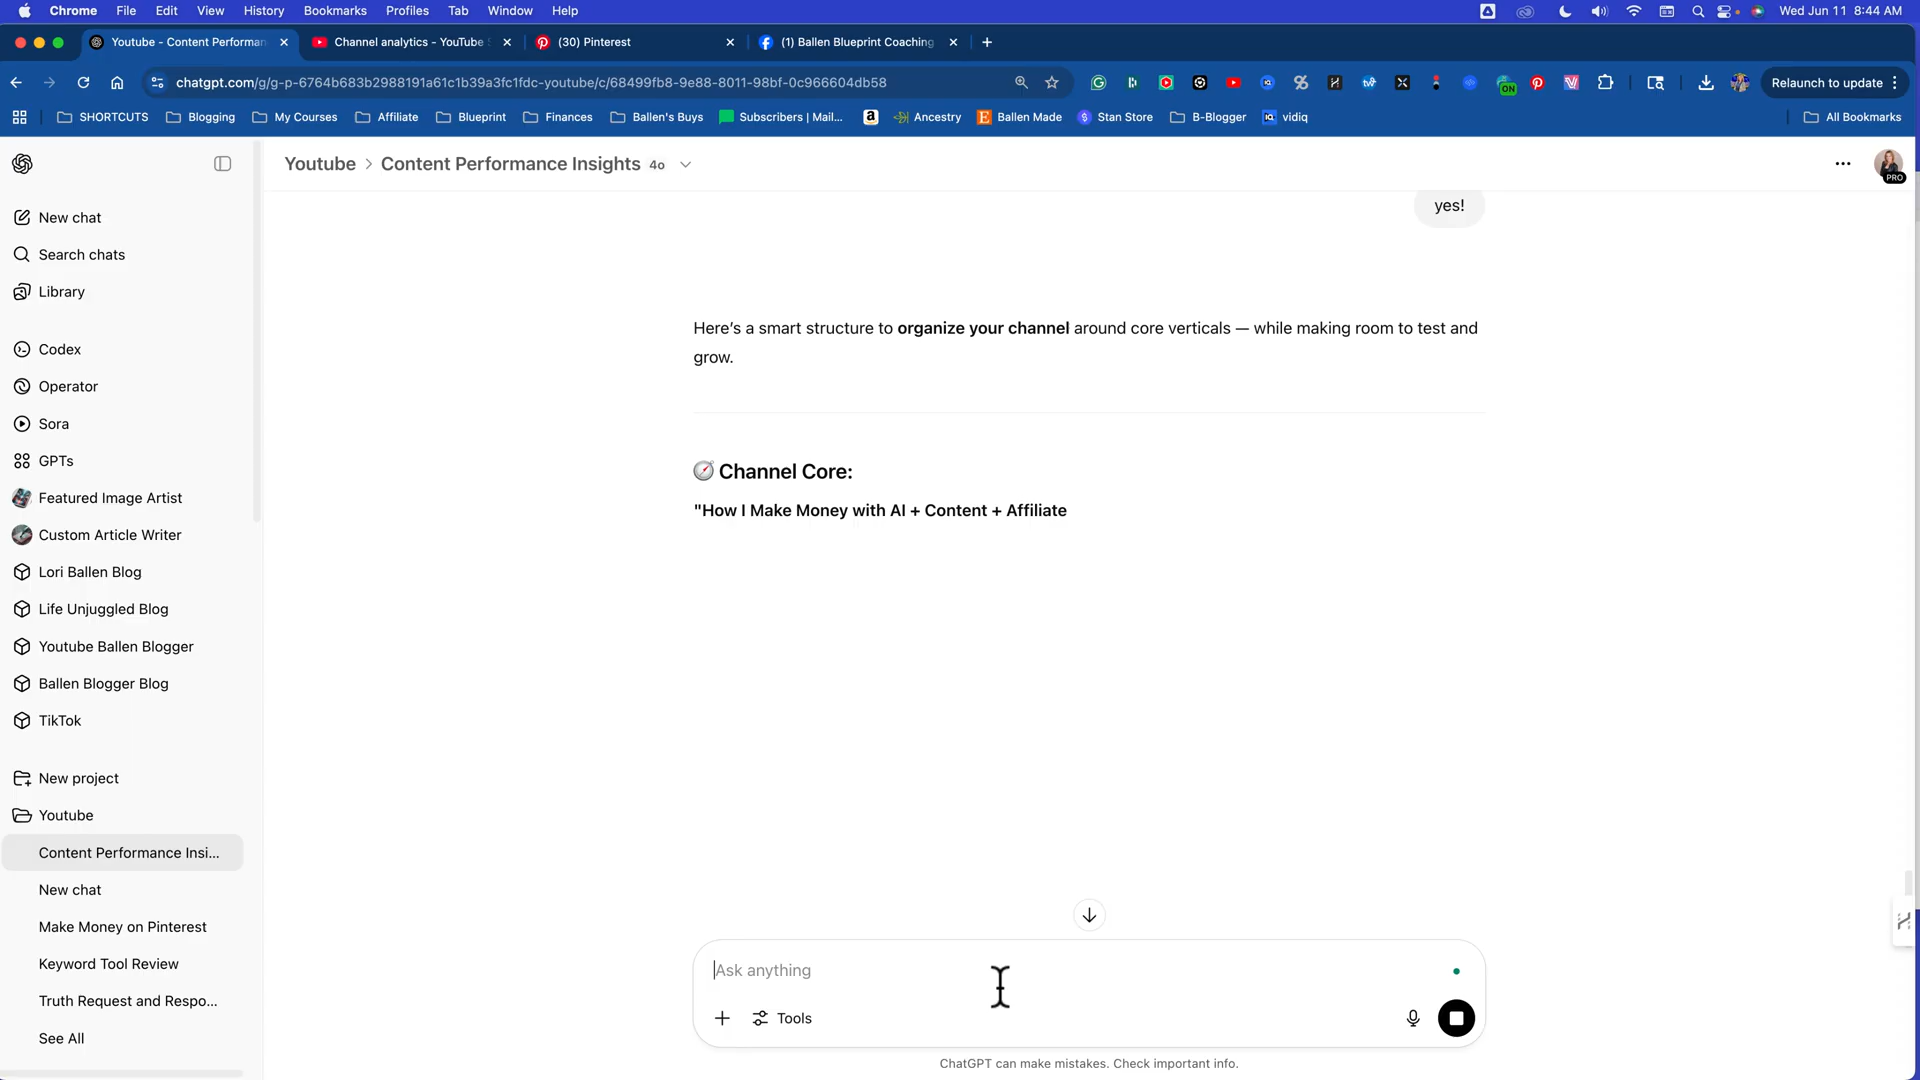 Chrome File Edit View History Bookmarks Profiles Tab Window Help
Wed Jun 11 8:44 AM
Youtube - Content Performan
Channel analytics - YouTube S
(30) Pinterest
(1) Ballen Blueprint Coaching
chatgpt.com/g/g-p-6764b683b2988191a61c1b39a3fc1fdc-youtube/c/68499fb8-9e88-8011-98bf-0c966604db58
ON
Relaunch to update
SHORTCUTS Blogging My Courses Affiliate Blueprint Finances Ballen's Buys Subscribers | Mail... Ancestry Ballen Made Stan Store B-Blogger vidiq All Bookmarks
Youtube > Content Performance Insights 4o
PRO
New chat
Search chats
Library
Codex
Operator
Sora
GPTs
Featured Image Artist
Custom Article Writer
Lori Ballen Blog
Life Unjuggled Blog
Youtube Ballen Blogger
Ballen Blogger Blog
TikTok
New project
Youtube
Content Performance Insi...
New chat
Make Money on Pinterest
Keyword Tool Review
Truth Request and Respo...
See All
yes!
Here's a smart structure to organize your channel around core verticals — while making room to test and
grow.
Channel Core:
"How I Make Money with AI + Content + Affiliate
Ask anything
Tools
ChatGPT can make mistakes. Check important info.